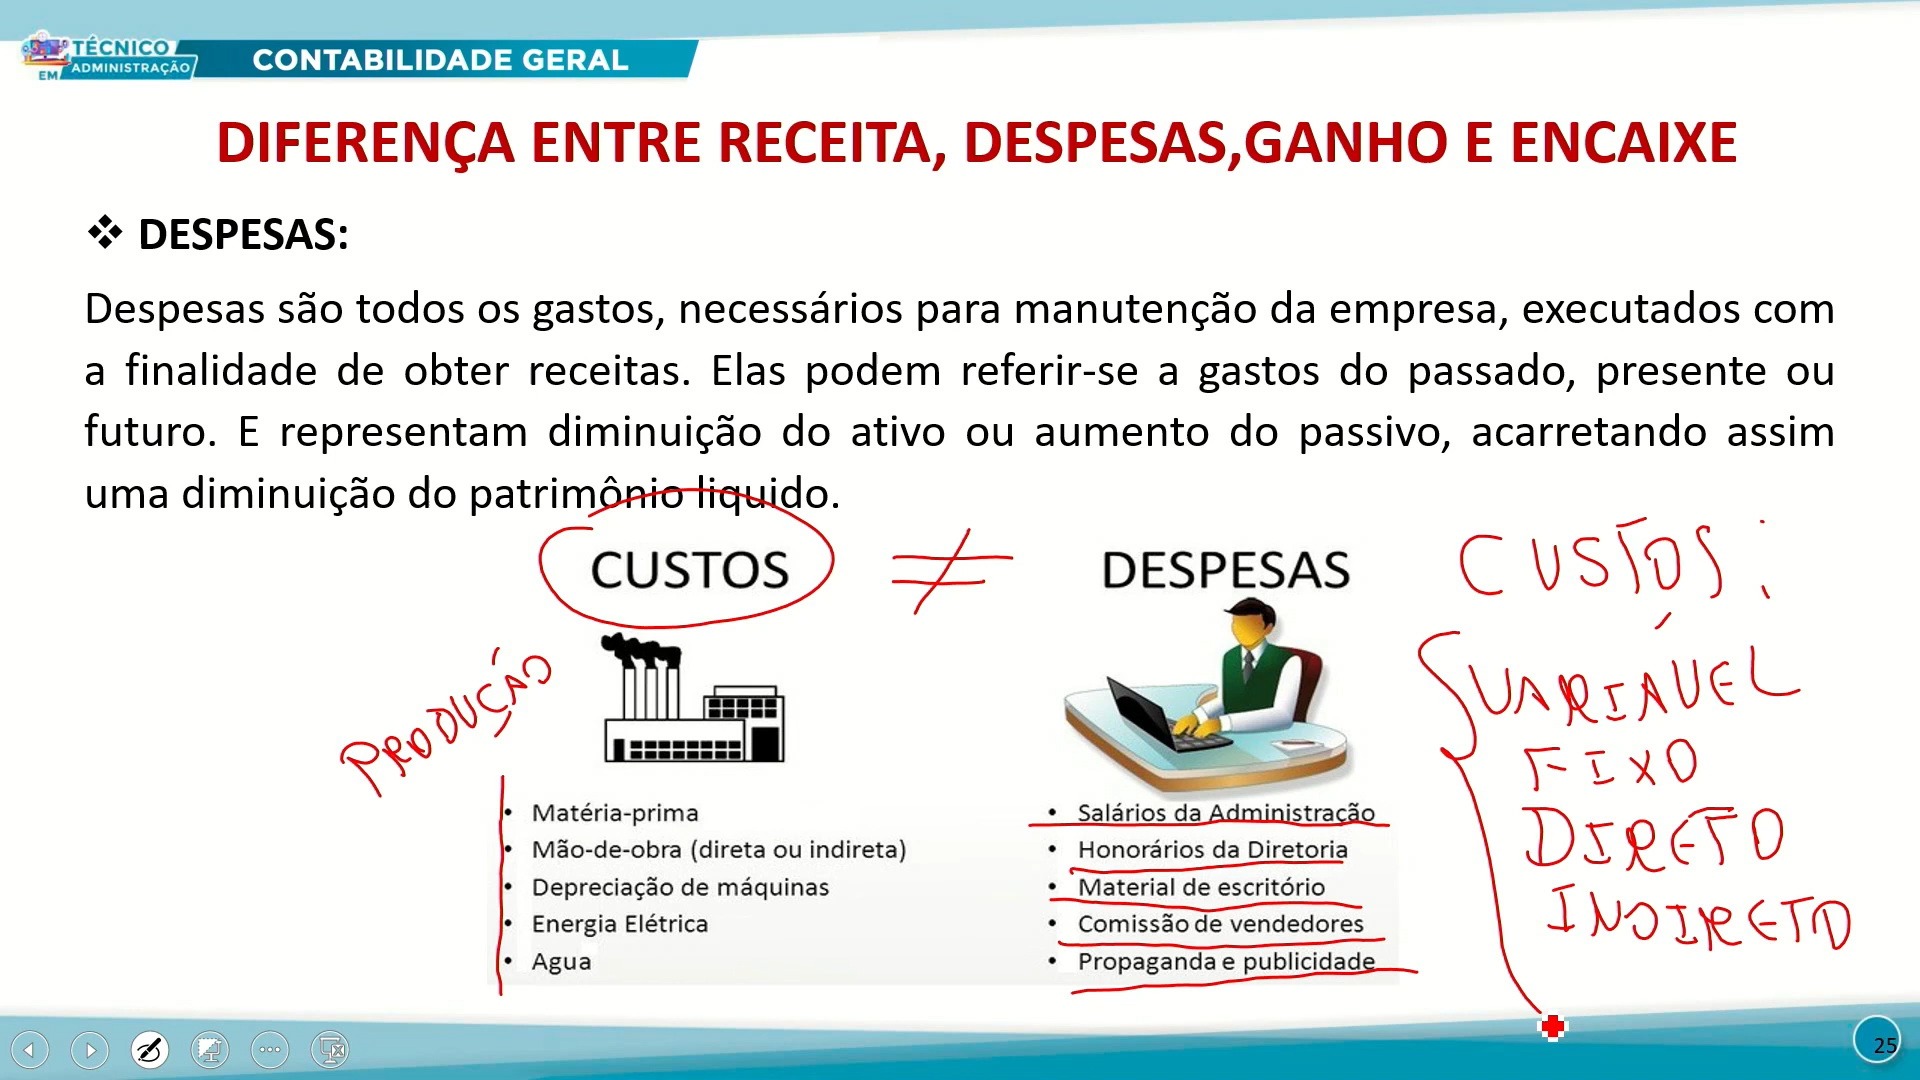 TÉCNICO
EM ADMINISTRAÇÃO
CONTABILIDADE GERAL
DIFERENÇA ENTRE RECEITA, DESPESAS,GANHO E ENCAIXE
❖ DESPESAS:
Despesas são todos os gastos, necessários para manutenção da empresa, executados com
a finalidade de obter receitas. Elas podem referir-se a gastos do passado, presente ou
futuro. E representam diminuição do ativo ou aumento do passivo, acarretando assim
uma diminuição do patrimônio liquido.
CUSTOS ≠ DESPESAS
PRODUÇÃO
• Matéria-prima
• Mão-de-obra (direta ou indireta)
• Depreciação de máquinas
• Energia Elétrica
• Agua
• Salários da Administração
• Honorários da Diretoria
• Material de escritório
• Comissão de vendedores
• Propaganda e publicidade
CUSTOS:
VARIÁVEL
FIXO
DIRETO
INDIRETO
25